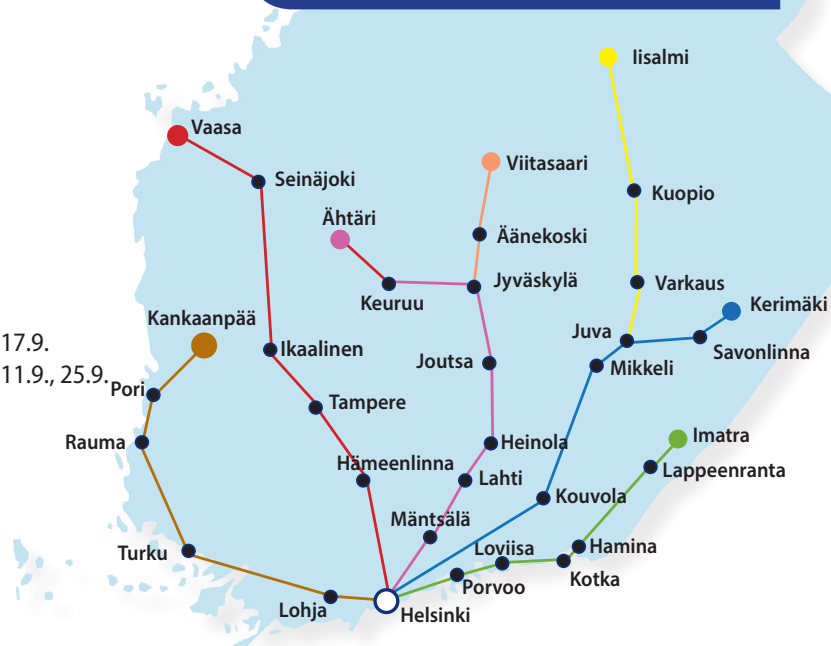 Iisalmi
Vaasa
Viitasaari
Seinäjoki
Kuopio
Ähtäri
Äänekoski
Jyväskylä
Varkaus
Keuruu
Kerimäki
Kankaanpää
17.9.
Juva
Ikaalinen
Savonlinna
Joutsa
Mikkeli
11.9., 25.9.
Pori
Tampere
Rauma
Heinola
Imatra
Hämeenlinna
Lappeenranta
Lahti
Kouvola
Mäntsälä
Loviisa
Hamina
Turku
Kotka
Porvoo
Lohja
Helsinki